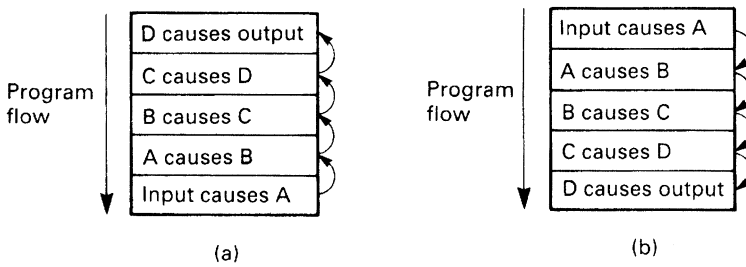 Program
flow
D causes output
C causes D
B causes C
A causes B
Input causes A
(a)
Program
flow
Input causes A
A causes B
B causes C
C causes D
D causes output
(b)